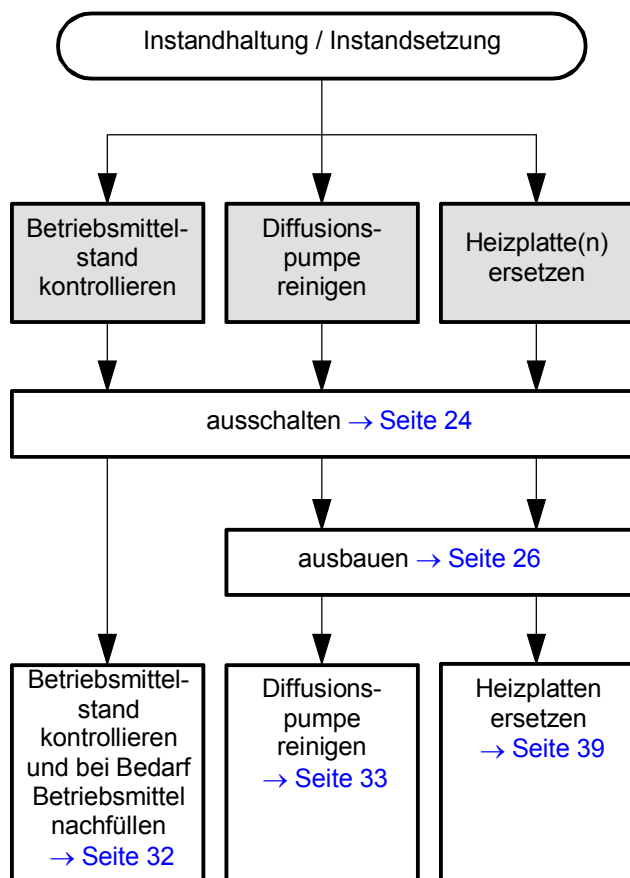 Instandhaltung / Instandsetzung
Betriebsmittel-
stand
kontrollieren
Diffusions-
pumpe
reinigen
Heizplatte(n)
ersetzen
ausschalten → Seite 24
ausbauen → Seite 26
Betriebsmittel-
stand
kontrollieren
und bei Bedarf
Betriebsmittel
nachfüllen
→ Seite 32
Diffusions-
pumpe
reinigen
→ Seite 33
Heizplatten
ersetzen
→ Seite 39